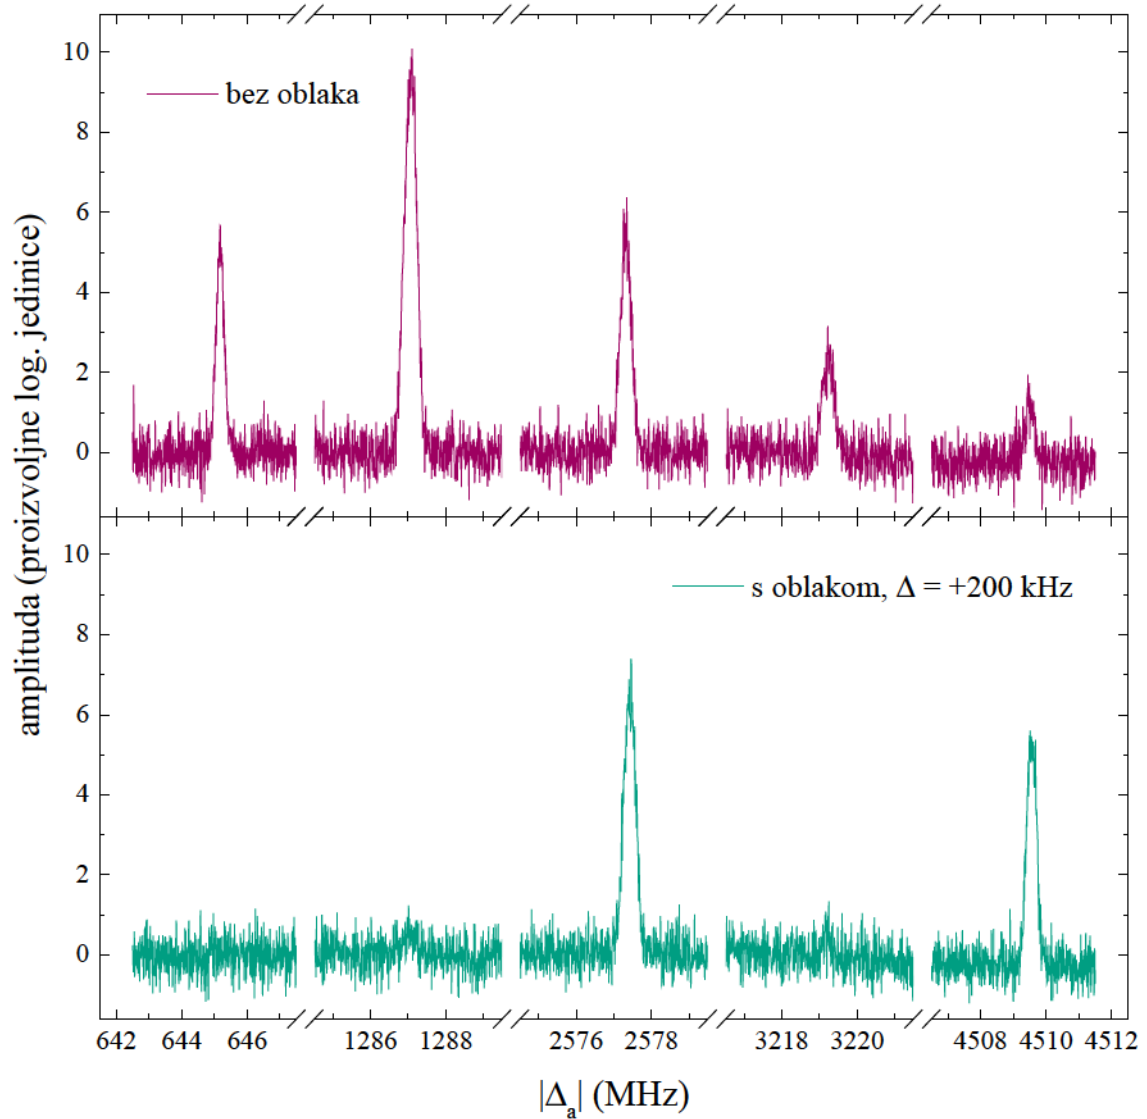 10
bez oblaka
8
6
4
2
0
amplituda (proizvoljne log. jedinice)
10
s oblakom, Δ = +200 kHz
8
6
4
2
0
642 644 646 1286 1288 2576 2578 3218 3220 4508 4510 4512
|Δₐ| (MHz)